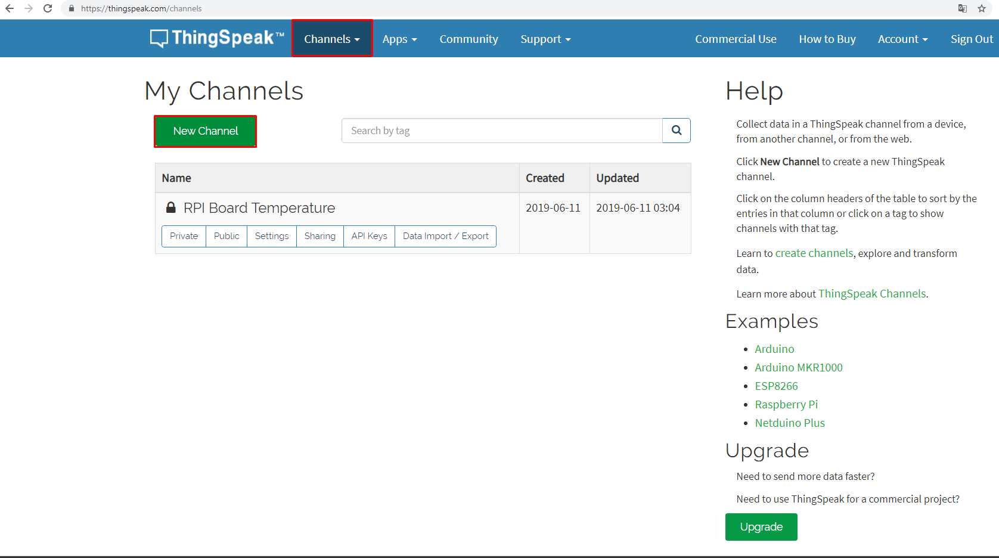 https://thingspeak.com/channels
ThingSpeak™ Channels Apps Community Support Commercial Use How to Buy Account Sign Out
My Channels
New Channel
Search by tag
Name Created Updated
RPI Board Temperature 2019-06-11 2019-06-11 03:04
Private Public Settings Sharing API Keys Data Import / Export
Help
Collect data in a ThingSpeak channel from a device,
from another channel, or from the web.
Click New Channel to create a new ThingSpeak
channel.
Click on the column headers of the table to sort by the
entries in that column or click on a tag to show
channels with that tag.
Learn to create channels, explore and transform
data.
Learn more about ThingSpeak Channels.
Examples
• Arduino
• Arduino MKR1000
• ESP8266
• Raspberry Pi
• Netduino Plus
Upgrade
Need to send more data faster?
Need to use ThingSpeak for a commercial project?
Upgrade